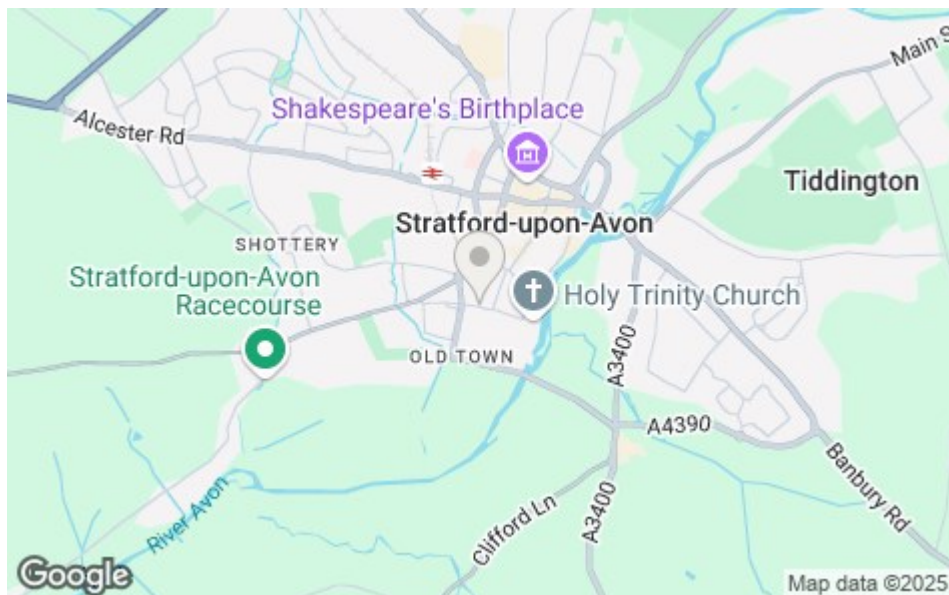 Main S
Alcester Rd
Shakespeare's Birthplace
Tiddington
Stratford-upon-Avon
SHOTTERY
Stratford-upon-Avon
Racecourse
Holy Trinity Church
OLD TOWN
A3400
A4390
Banbury Rd
River Avon
Clifford Ln
A3400
Google
Map data ©2025